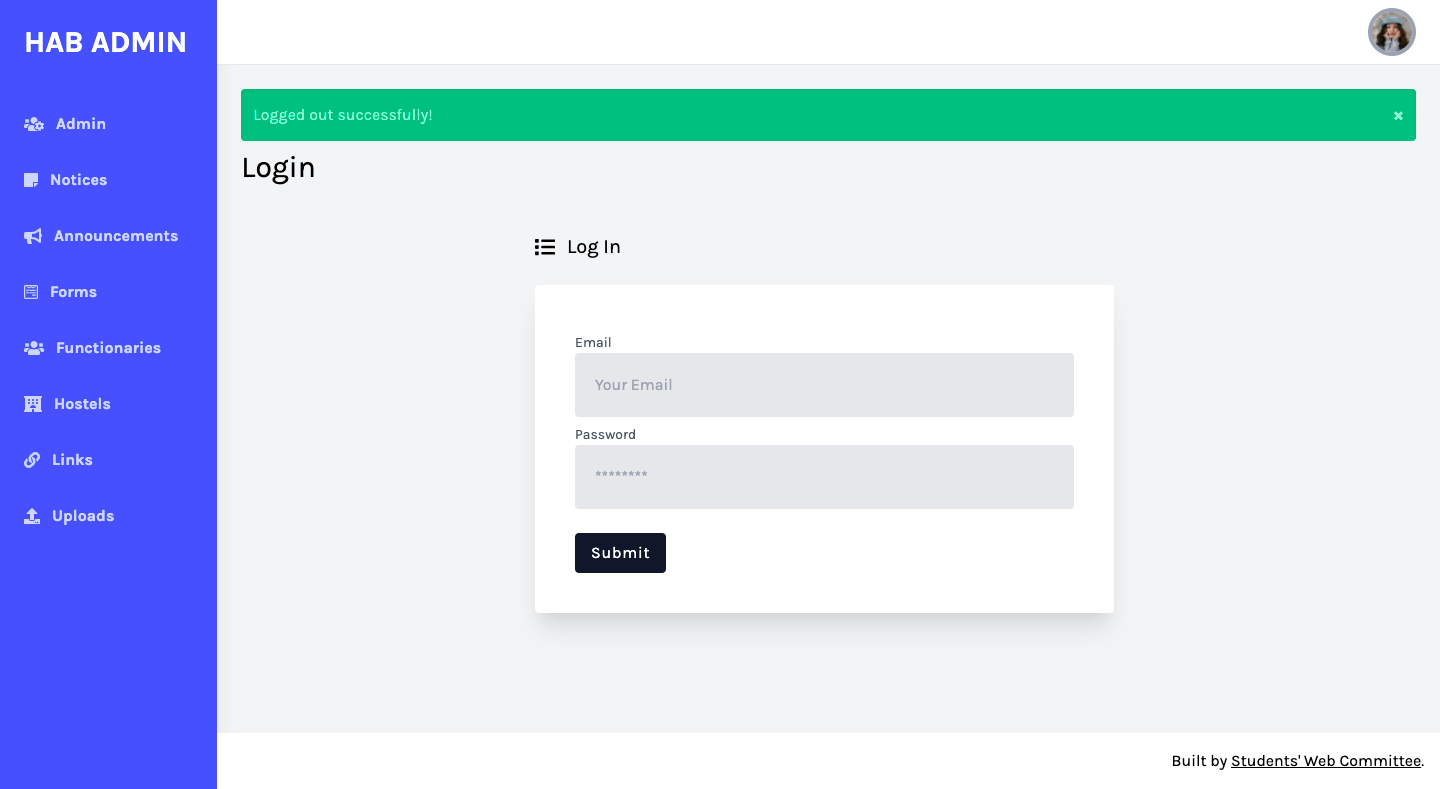 HAB ADMIN
Admin
Notices
Announcements
Forms
Functionaries
Hostels
Links
Uploads
Logged out successfully!
Login
Log In
Email
Your Email
Password
********
Submit
Built by Students' Web Committee.